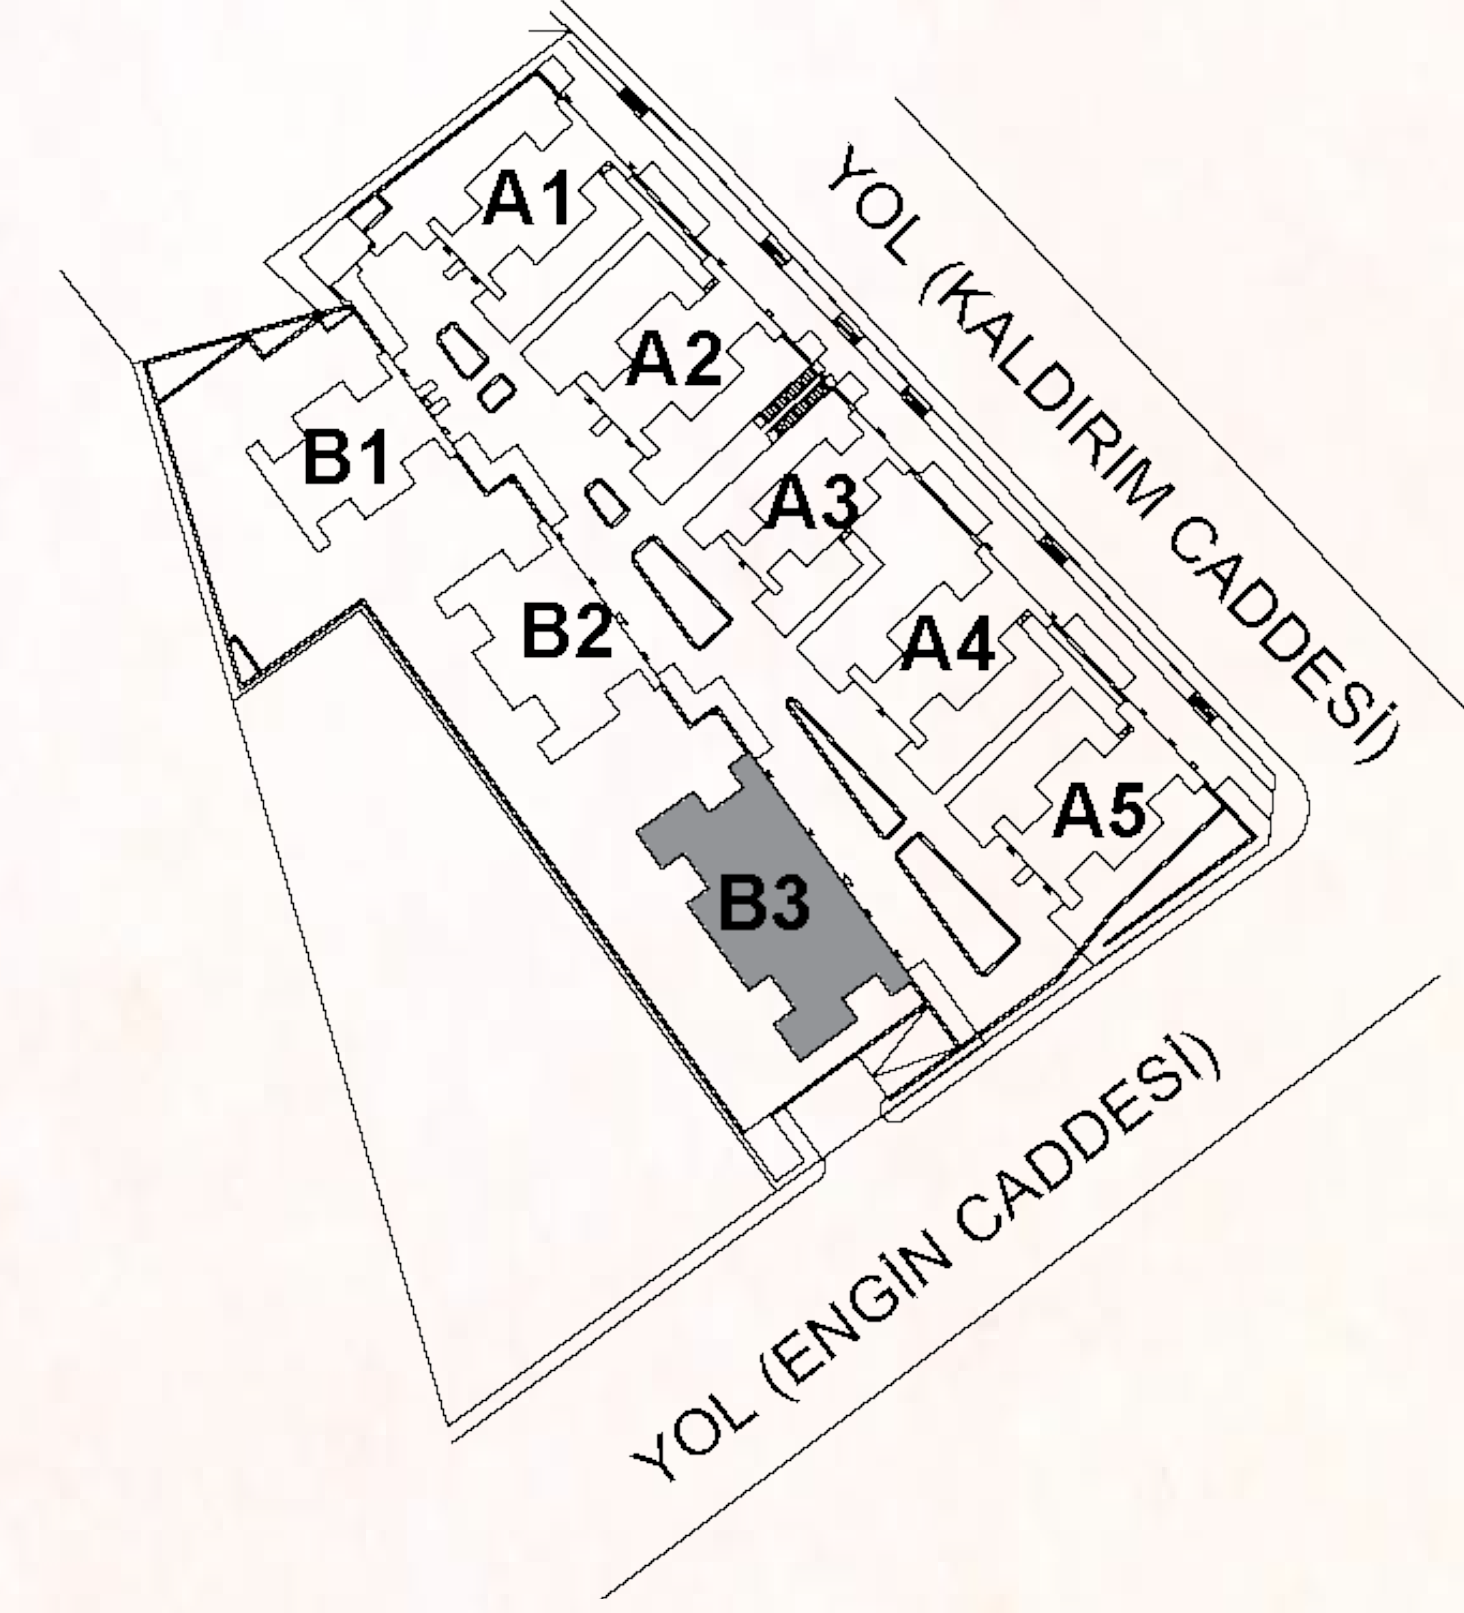 A1
YOL (KALDIRIM CADDESİ)
A2
B1
A3
B2
A4
A5
B3
YOL (ENGİN CADDESİ)